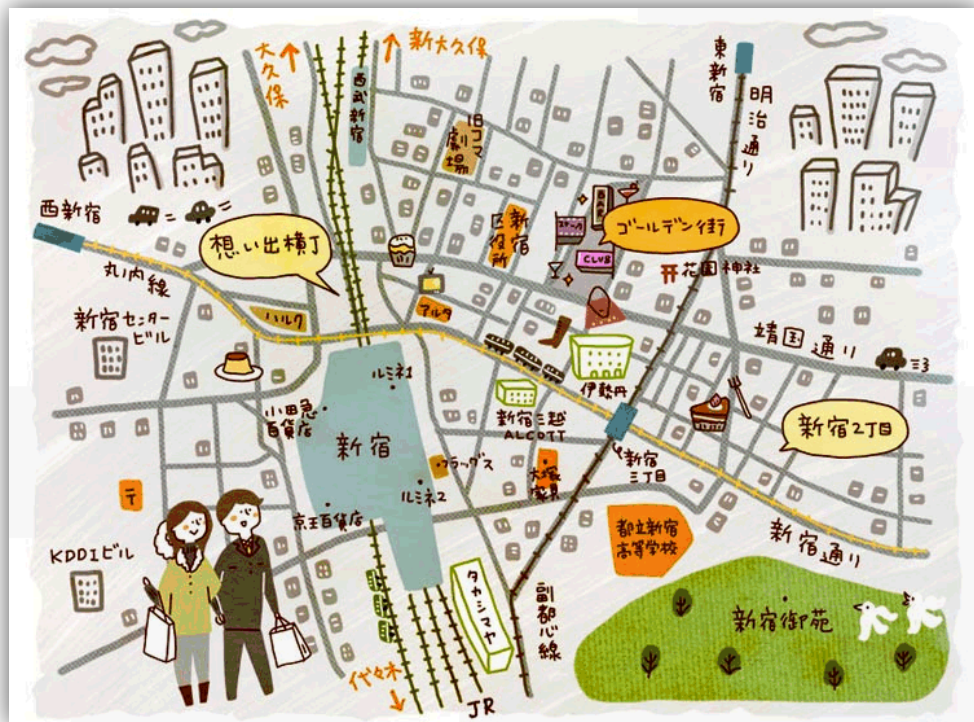 大久保
新大久保
西武新宿
旧コマ
劇場
東新宿
明治通り
西新宿
丸ノ内線
想い出横丁
新宿
区役所
BAR
CLUB
ゴールデン街
花園神社
新宿センター
ビル
ハルク
アルタ
靖国通り
ルミネ1
小田急
百貨店
新宿
新宿三越
ALCOTT
伊勢丹
新宿2丁目
フラッグス
ルミネ2
大塚
家具
新宿
三丁目
〒
京王百貨店
都立新宿
高等学校
新宿通り
KDDIビル
タカシマヤ
副都心線
新宿御苑
代々木
JR